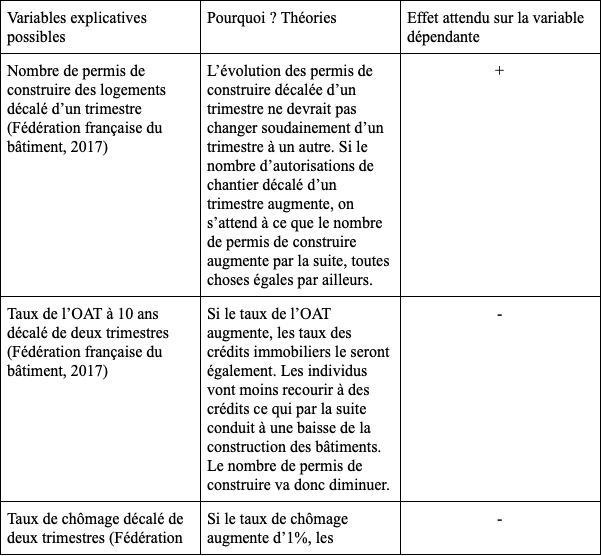 Variables explicatives
possibles
Pourquoi ? Théories
Effet attendu sur la variable
dépendante
Nombre de permis de
construire des logements
décalé d’un trimestre
(Fédération française du
bâtiment, 2017)
L’évolution des permis de
construire décalée d’un
trimestre ne devrait pas
changer soudainement d’un
trimestre à un autre. Si le
nombre d’autorisations de
chantier décalé d’un
trimestre augmente, on
s’attend à ce que le nombre
de permis de construire
augmente par la suite, toutes
choses égales par ailleurs.
+
Taux de l’OAT à 10 ans
décalé de deux trimestres
(Fédération française du
bâtiment, 2017)
Si le taux de l’OAT
augmente, les taux des
crédits immobiliers le seront
également. Les individus
vont moins recourir à des
crédits ce qui par la suite
conduit à une baisse de la
construction des bâtiments.
Le nombre de permis de
construire va donc diminuer.
-
Taux de chômage décalé de
deux trimestres (Fédération
Si le taux de chômage
augmente d’1%, les
-